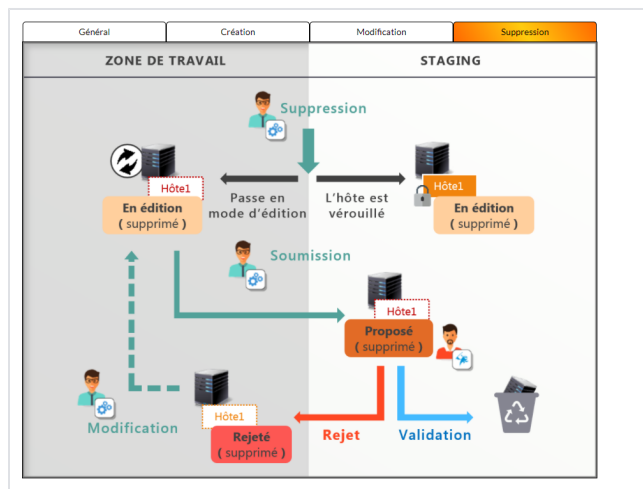 Général
Création
Modification
Suppression
ZONE DE TRAVAIL
STAGING
Suppression
Hôte1
En édition
( supprimé )
Passe en
mode d'édition
L'hôte est
vérouillé
Hôte1
En édition
( supprimé )
Soumission
Hôte1
Proposé
( supprimé )
Modification
Hôte1
Rejeté
( supprimé )
Rejet
Validation